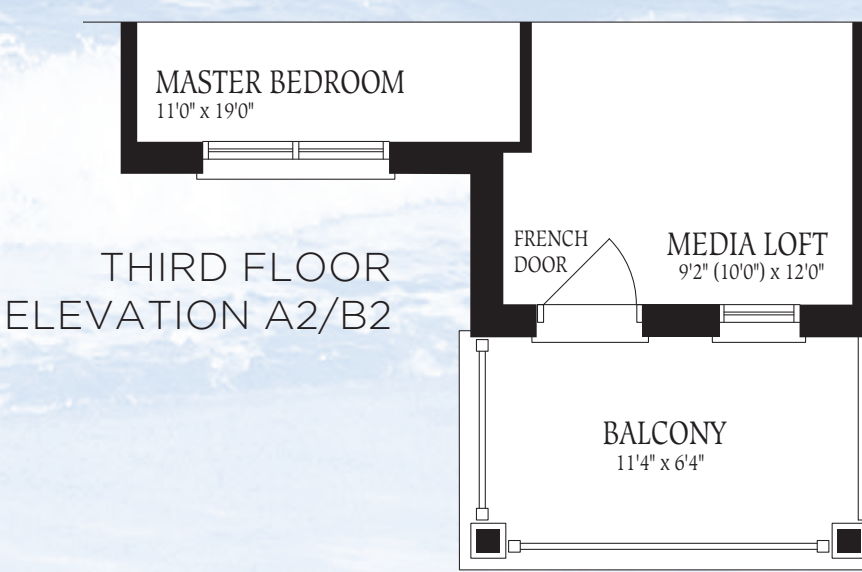 MASTER BEDROOM
11'0" x 19'0"
THIRD FLOOR
ELEVATION A2/B2
FRENCH
DOOR
MEDIA LOFT
9'2" (10'0") x 12'0"
BALCONY
11'4" x 6'4"